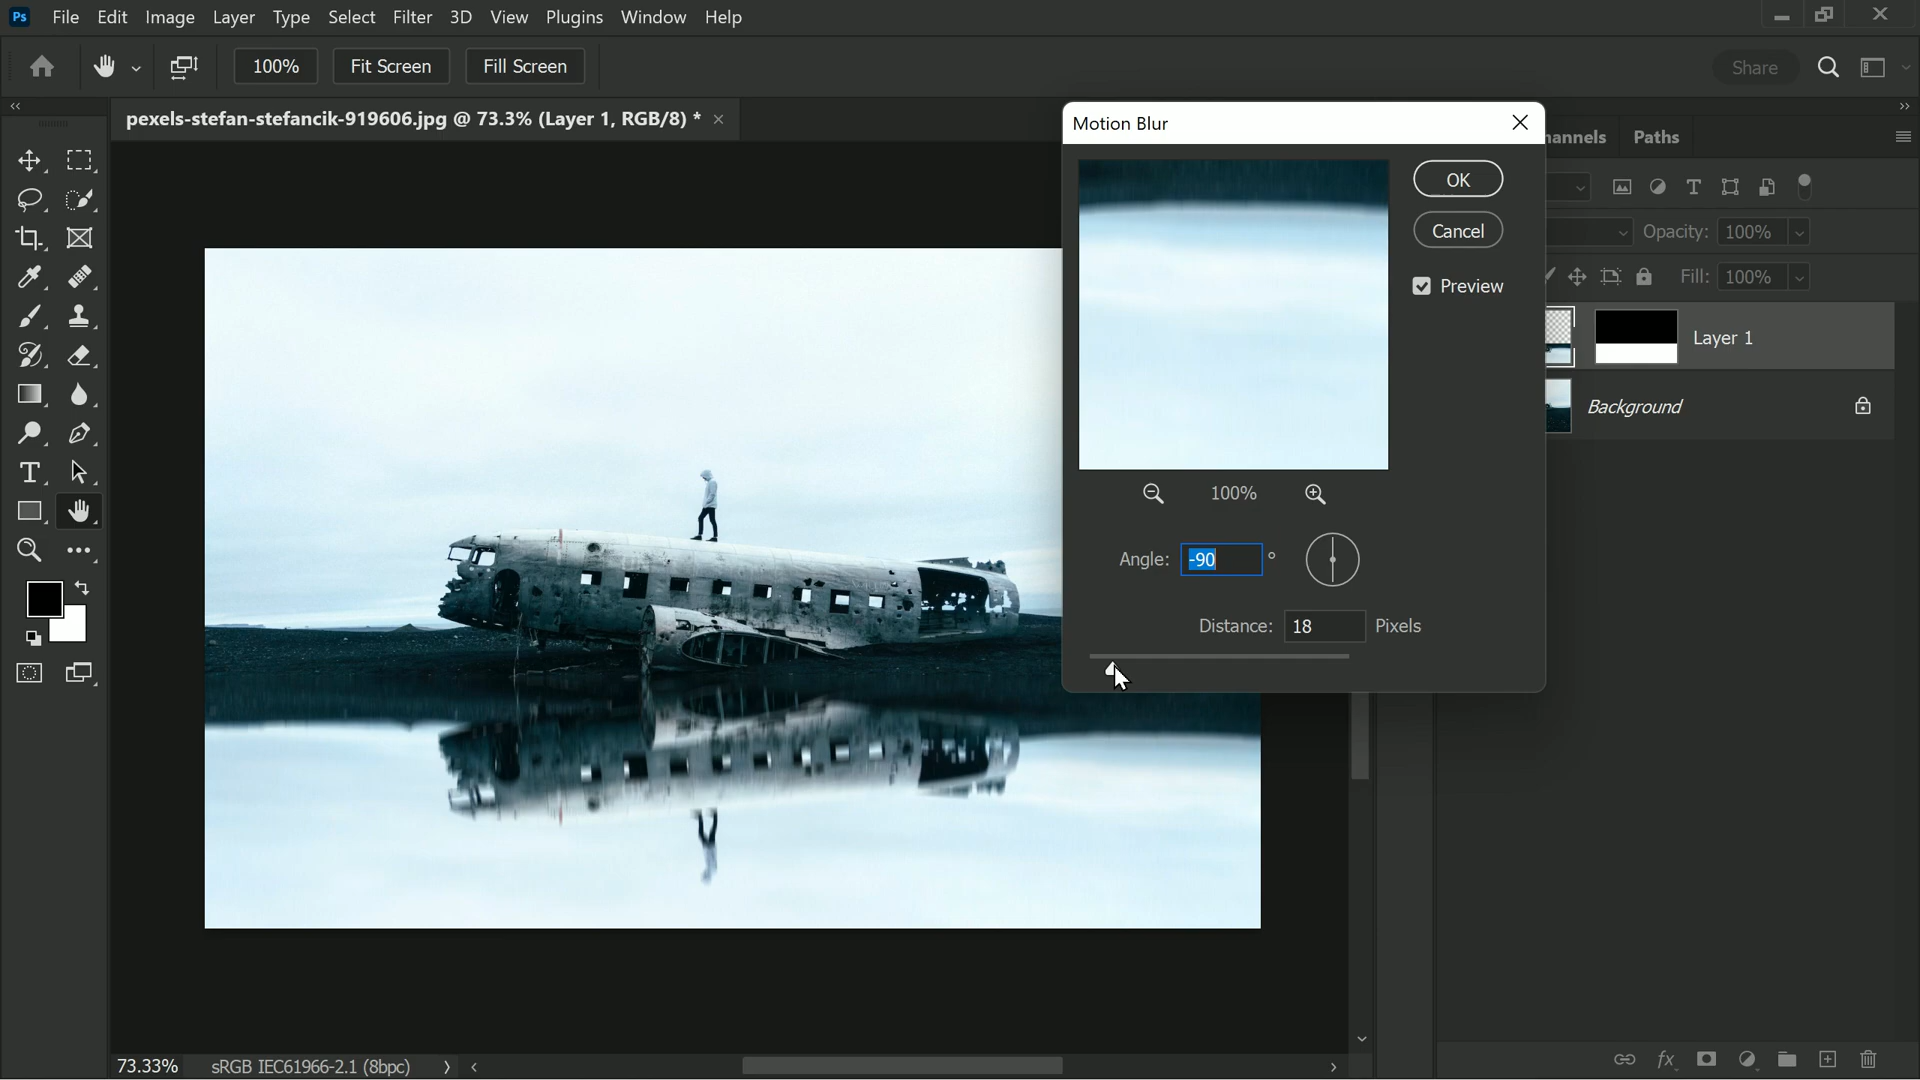 Ps File Edit Image Layer Type Select Filter 3D View Plugins Window Help
100% Fit Screen Fill Screen Share
pexels-stefan-stefancik-919606.jpg @ 73.3% (Layer 1, RGB/8) *
Motion Blur
hannels Paths
OK
Cancel
Opacity: 100%
Preview
Fill: 100%
Layer 1
Background
100%
Angle: -90 °
Distance: 18 Pixels
73.33% sRGB IEC61966-2.1 (8bpc)